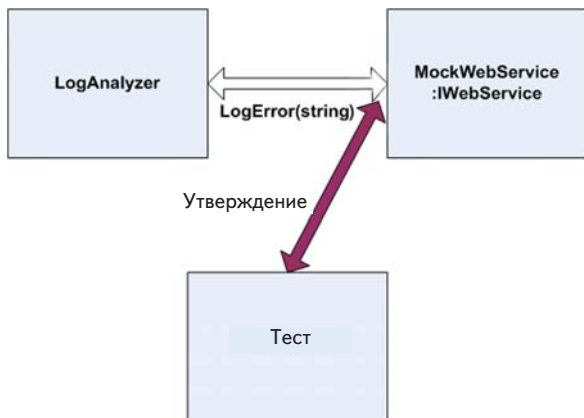 LogAnalyzer
MockWebService
:IWebService
LogError(string)
Утверждение
Тест